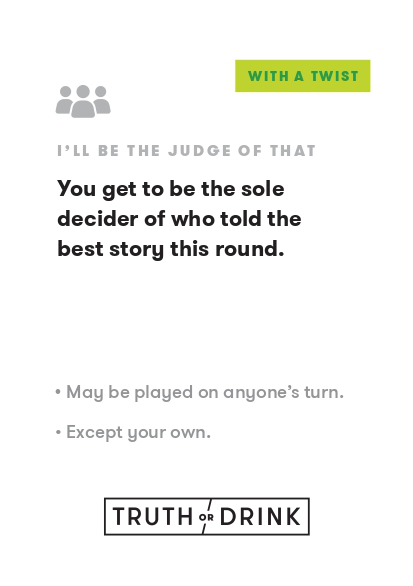 WITH A TWIST
I'LL BE THE JUDGE OF THAT
You get to be the sole
decider of who told the
best story this round.
• May be played on anyone's turn.
• Except your own.
TRUTH OR DRINK